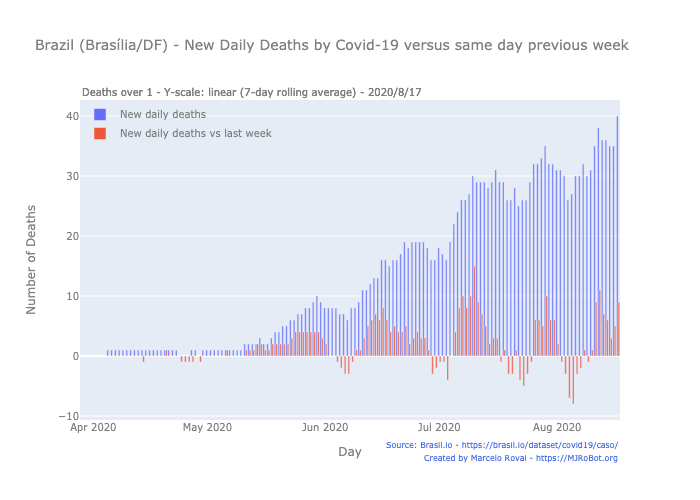 Brazil (Brasília/DF) - New Daily Deaths by Covid-19 versus same day previous week
Deaths over 1 - Y-scale: linear (7-day rolling average) - 2020/8/17
New daily deaths
New daily deaths vs last week
Number of Deaths
40
30
20
10
0
−10
Apr 2020
May 2020
Jun 2020
Jul 2020
Aug 2020
Day
Source: Brasil.io - https://brasil.io/dataset/covid19/caso/
Created by Marcelo Rovai - https://MJRoBot.org